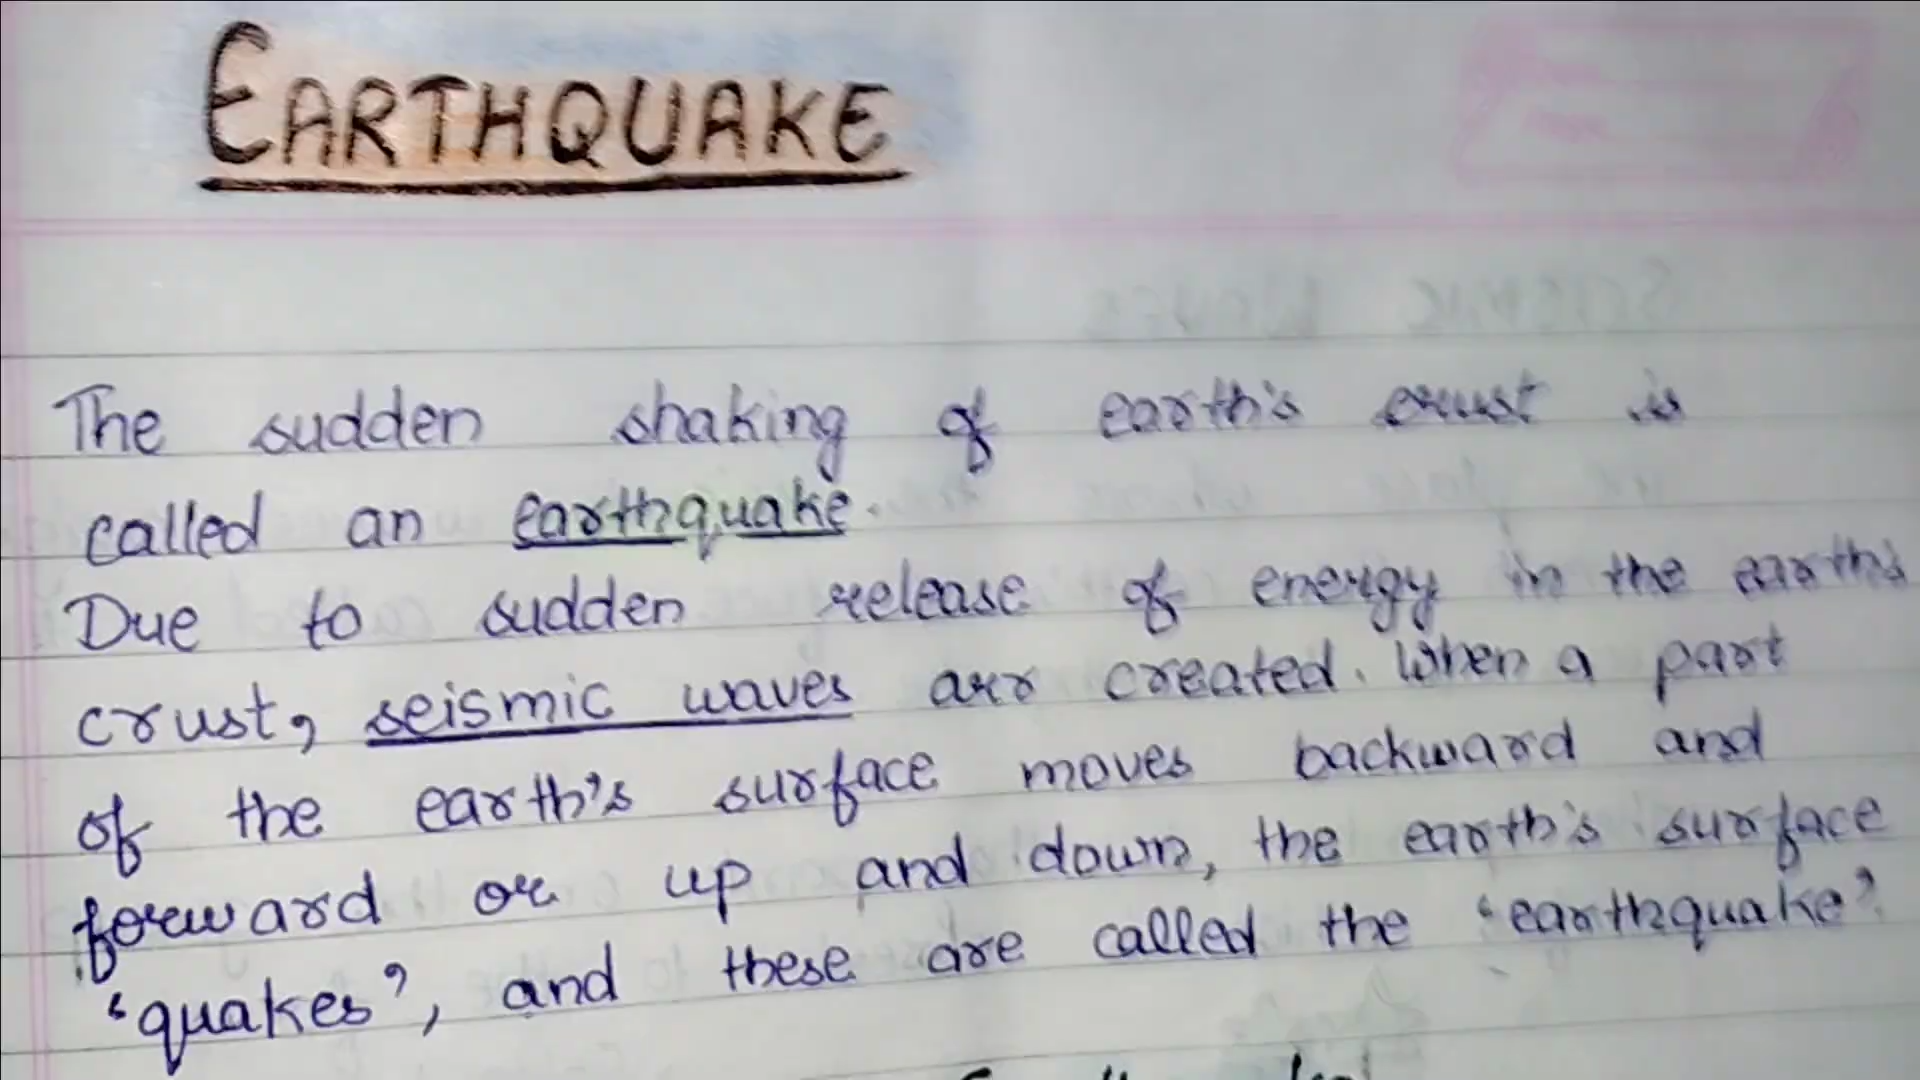 EARTHQUAKE
The sudden shaking of earth's crust is
called an earthquake.
Due to sudden release of energy in the earth's
crust, seismic waves are created. When a part
of the earth's surface moves backward and
forward or up and down, the earth's surface
'quakes', and these are called the 'earthquake'.